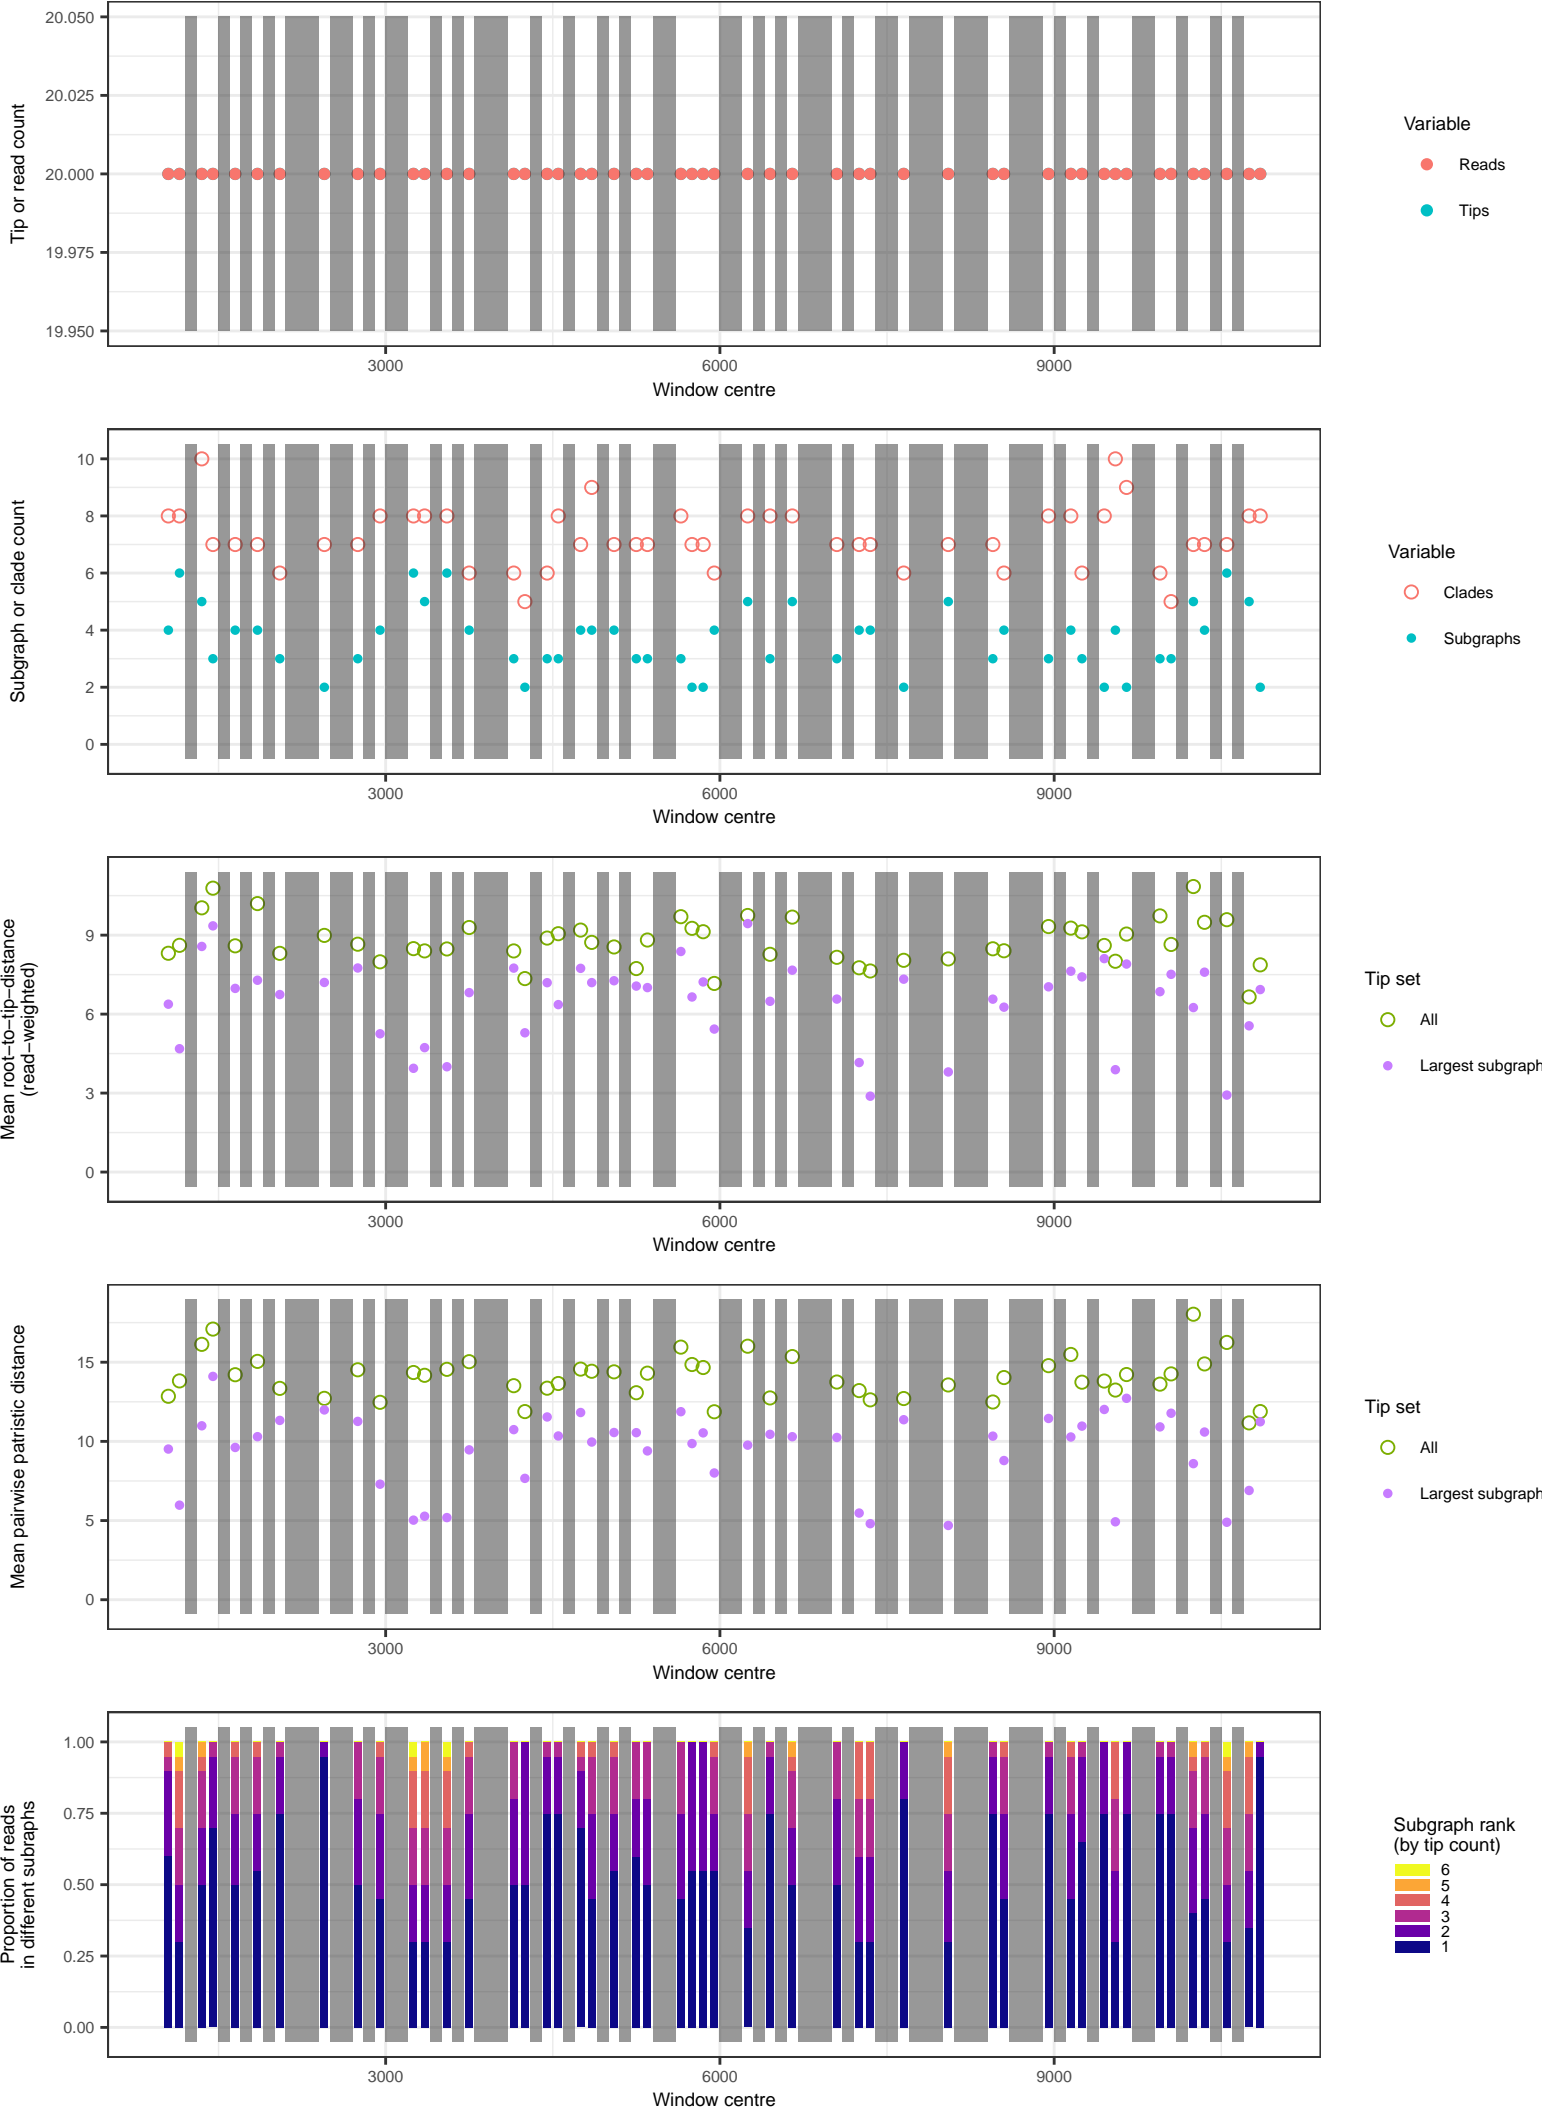 20.050
20.025
20.000
19.975
19.950
Tip or read count
3000
6000
9000
Window centre
Variable
Reads
Tips
10
8
6
4
2
0
Subgraph or clade count
3000
6000
9000
Window centre
Variable
Clades
Subgraphs
9
6
3
0
Mean root−to−tip−distance
(read−weighted)
3000
6000
9000
Window centre
Tip set
All
Largest subgraph
15
10
5
0
Mean pairwise patristic distance
3000
6000
9000
Window centre
Tip set
All
Largest subgraph
1.00
0.75
0.50
0.25
0.00
Proportion of reads
in different subraphs
3000
6000
9000
Window centre
Subgraph rank
(by tip count)
6
5
4
3
2
1